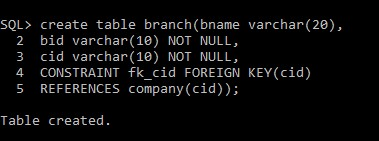 SQL> create table branch(bname varchar(20),
2 bid varchar(10) NOT NULL,
3 cid varchar(10) NOT NULL,
4 CONSTRAINT fk_cid FOREIGN KEY(cid)
5 REFERENCES company(cid));
Table created.